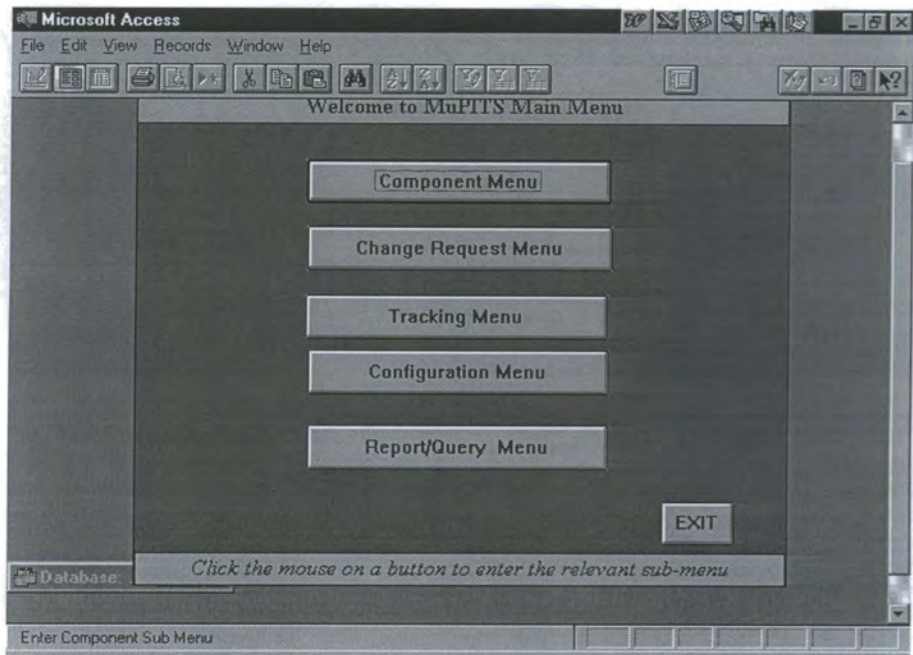 Microsoft Access
File Edit View Records Window Help
Welcome to MuPITS Main Menu
Component Menu
Change Request Menu
Tracking Menu
Configuration Menu
Report/Query Menu
EXIT
Click the mouse on a button to enter the relevant sub-menu
Database:
Enter Component Sub Menu